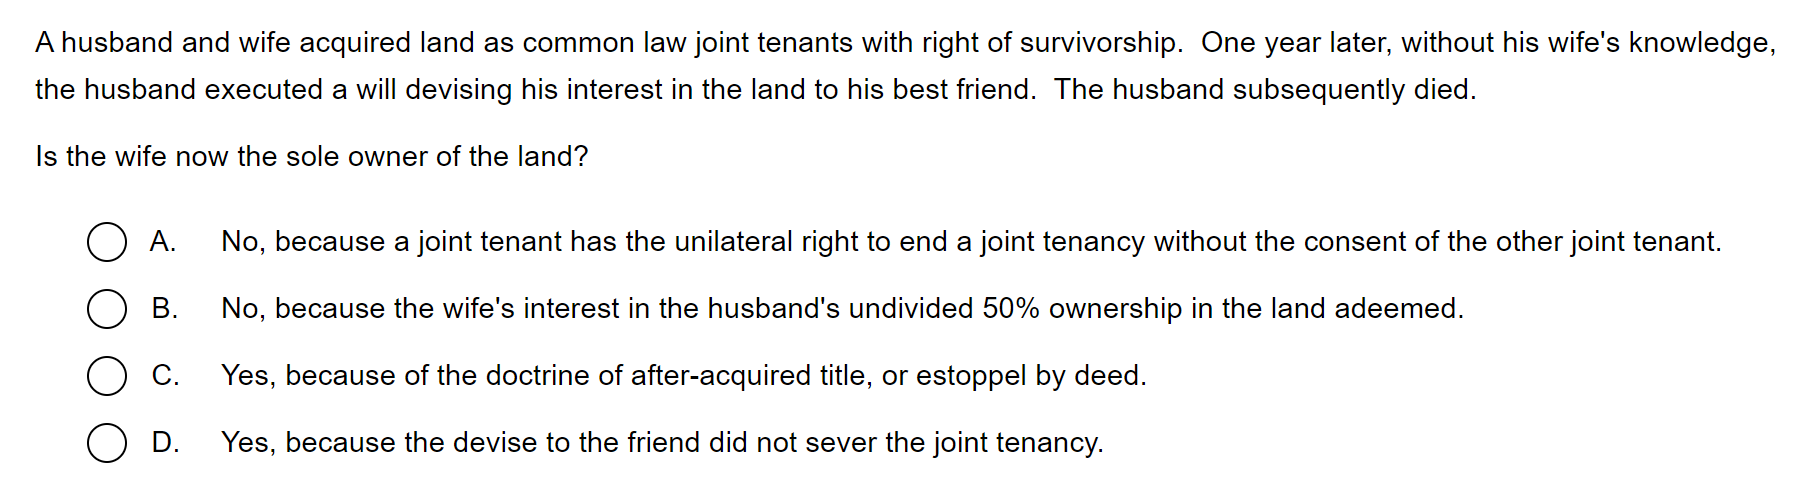 A husband and wife acquired land as common law joint tenants with right of survivorship.  One year later, without his wife's knowledge,
the husband executed a will devising his interest in the land to his best friend.  The husband subsequently died.
Is the wife now the sole owner of the land?
A. No, because a joint tenant has the unilateral right to end a joint tenancy without the consent of the other joint tenant.
B. No, because the wife's interest in the husband's undivided 50% ownership in the land adeemed.
C. Yes, because of the doctrine of after-acquired title, or estoppel by deed.
D. Yes, because the devise to the friend did not sever the joint tenancy.